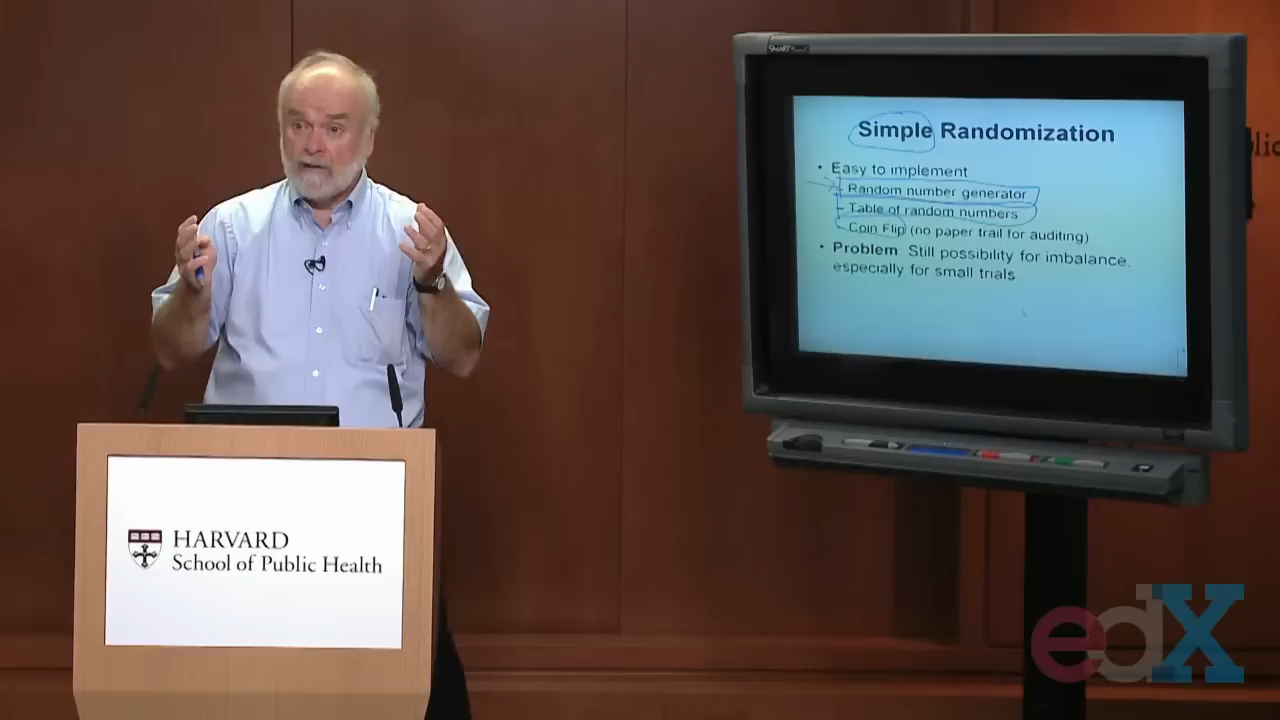 SMART
Simple Randomization
• Easy to implement
– Random number generator
– Table of random numbers
– Coin Flip (no paper trail for auditing)
• Problem Still possibility for imbalance,
especially for small trials
HARVARD
School of Public Health
edX